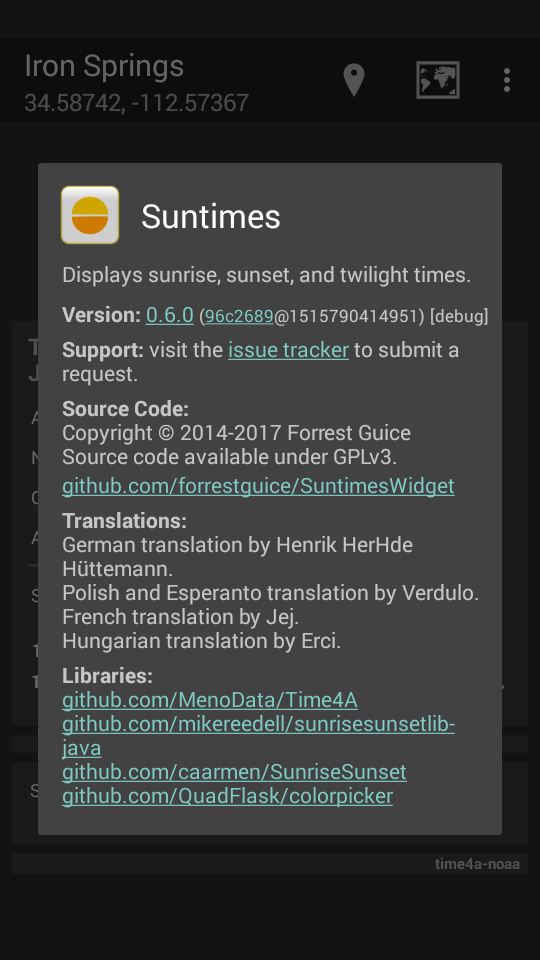 Iron Springs
34.58742, -112.57367
Suntimes
Displays sunrise, sunset, and twilight times.
Version: 0.6.0 (96c2689@1515790414951) [debug]
Support: visit the issue tracker to submit a
request.
Source Code:
Copyright © 2014-2017 Forrest Guice
Source code available under GPLv3.
github.com/forrestguice/SuntimesWidget
Translations:
German translation by Henrik HerHde
Hüttemann.
Polish and Esperanto translation by Verdulo.
French translation by Jej.
Hungarian translation by Erci.
Libraries:
github.com/MenoData/Time4A
github.com/mikereedell/sunrisesunsetlib-
java
github.com/caarmen/SunriseSunset
github.com/QuadFlask/colorpicker
time4a-noaa